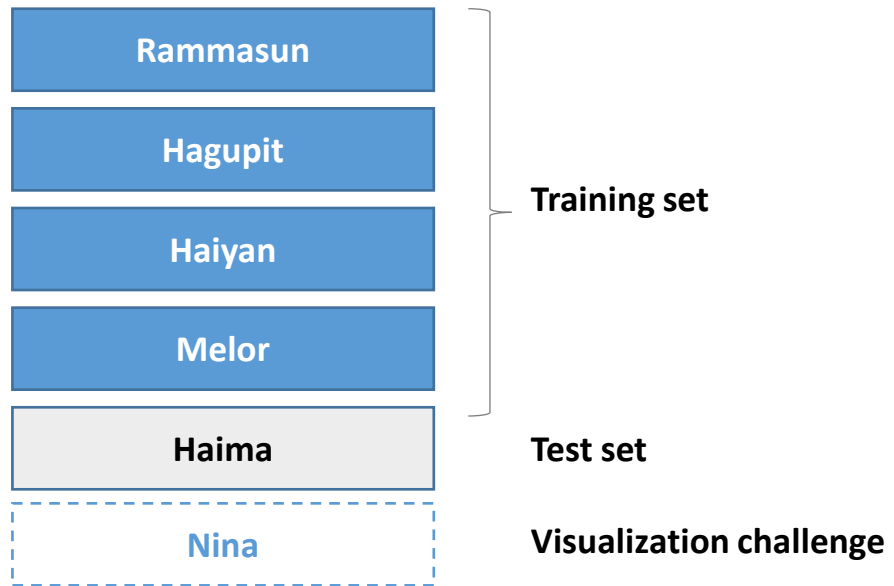 Rammasun
Hagupit
Haiyan
Melor
Training set
Haima
Test set
Nina
Visualization challenge